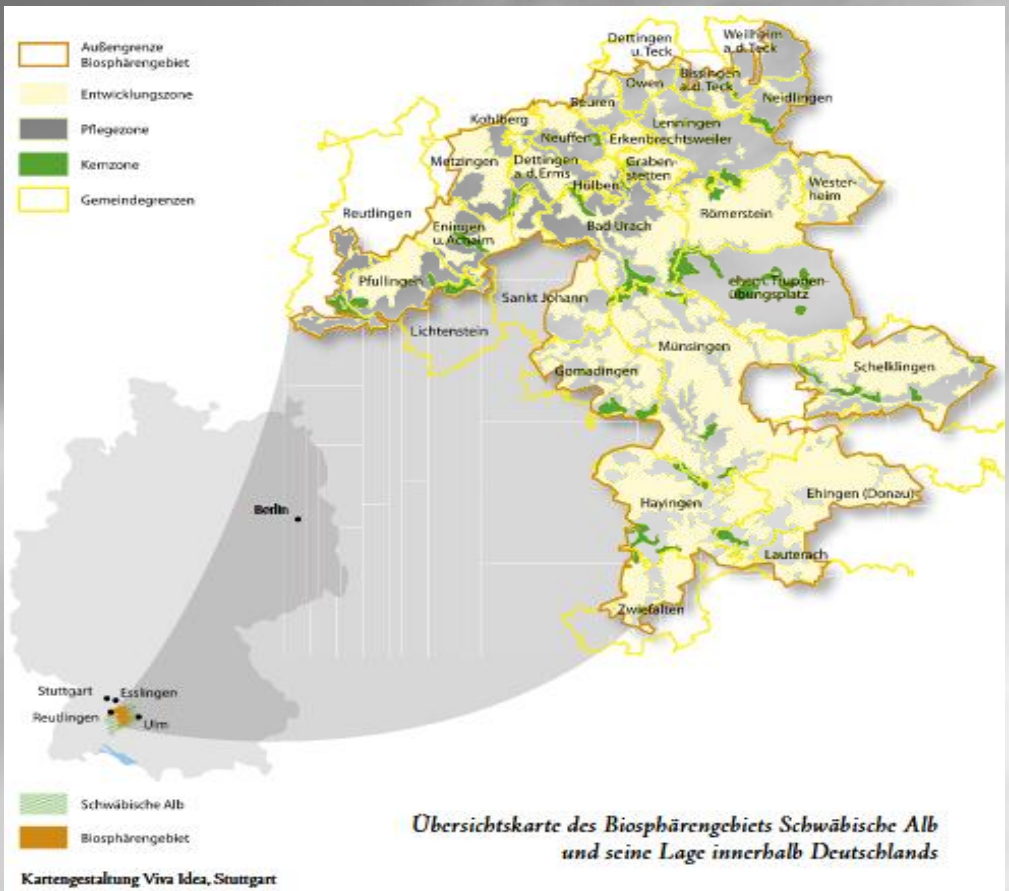 Außengrenze
Biosphärengebiet
Entwicklungszone
Pflegezone
Kernzone
Gemeindegrenzen
Dettingen
u. Teck
Weilheim
a.d. Teck
Owen
Bissingen
a.d. Teck
Neidlingen
Beuren
Kohlberg
Lenningen
Neuffen
Erkenbrechtsweiler
Metzingen
Dettingen
a.d. Erms
Graben-
stetten
Hülben
Wester-
heim
Reutlingen
Römerstein
Eningen
u. Achalm
Bad Urach
Pfullingen
ehem. Truppen-
übungsplatz
Sankt Johann
Lichtenstein
Münsingen
Schelklingen
Gomadingen
Hayingen
Ehingen (Donau)
Lauterach
Zwiefalten
Berlin
Stuttgart
Esslingen
Reutlingen
Ulm
Schwäbische Alb
Biosphärengebiet
Übersichtskarte des Biosphärengebiets Schwäbische Alb
und seine Lage innerhalb Deutschlands
Kartengestaltung Viva Idea, Stuttgart